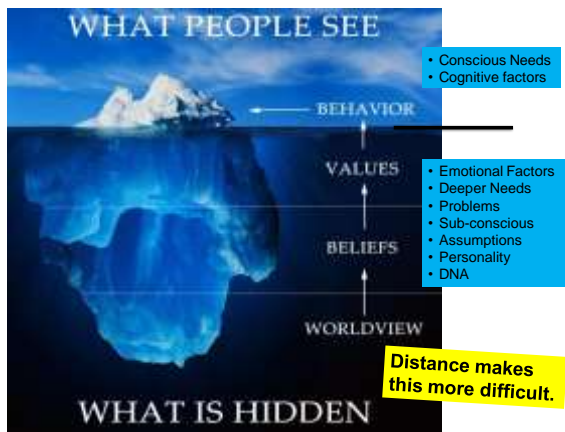 WHAT PEOPLE SEE
• Conscious Needs
• Cognitive factors
BEHAVIOR
VALUES
• Emotional Factors
• Deeper Needs
• Problems
• Sub-conscious
• Assumptions
• Personality
• DNA
BELIEFS
WORLDVIEW
Distance makes
this more difficult.
WHAT IS HIDDEN